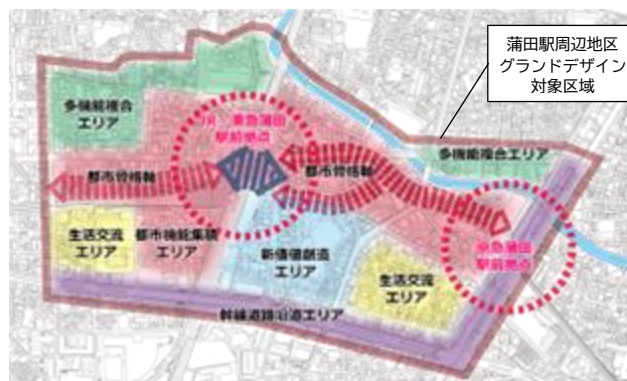 蒲田駅周辺地区
グランドデザイン
対象区域
多機能複合
エリア
JR・東急蒲田
駅前拠点
多機能複合エリア
都市骨格軸
都市骨格軸
生活交流
エリア
都市機能集積
エリア
新価値創造
エリア
京急蒲田
駅前拠点
生活交流
エリア
幹線道路沿道エリア